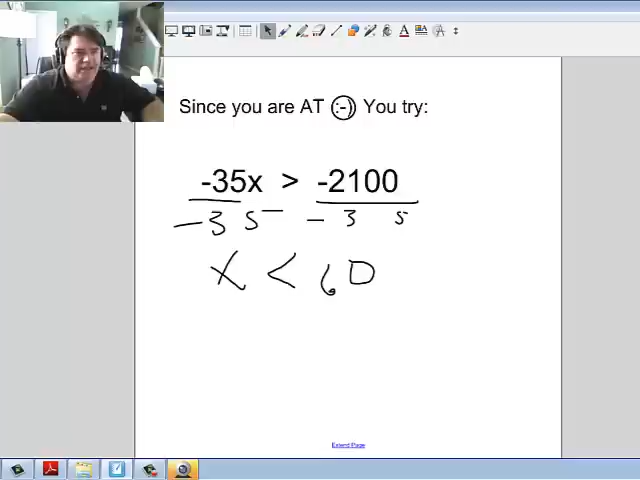 Since you are AT :-) You try:
-35x > -2100
-35 -35
x < 60
Extend Page